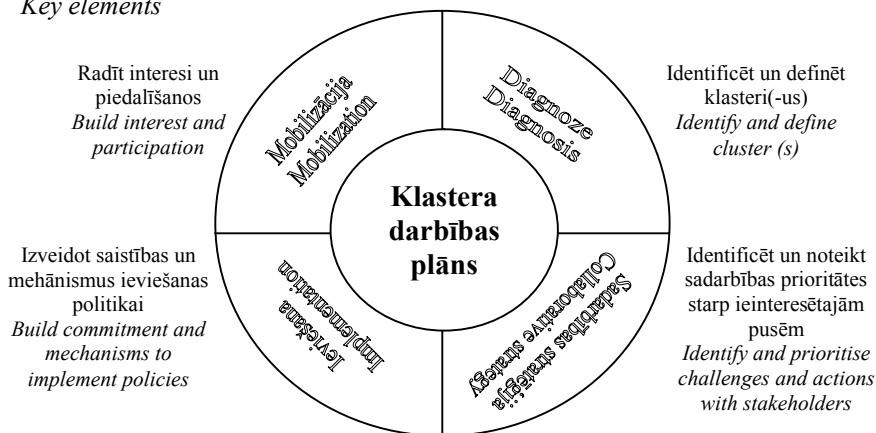 Key elements
Radīt interesi un
piedalīšanos
Build interest and
participation
Mobilizācija
Mobilization
Diagnoze
Diagnosis
Identificēt un definēt
klasteri(-us)
Identify and define
cluster (s)
Klastera
darbības
plāns
Izveidot saistības un
mehānismus ieviešanas
politikai
Build commitment and
mechanisms to
implement policies
Ieviešana
Implementation
Sadarbības stratēģija
Collaborative strategy
Identificēt un noteikt
sadarbības prioritātes
starp ieinteresētajām
pusēm
Identify and prioritise
challenges and actions
with stakeholders